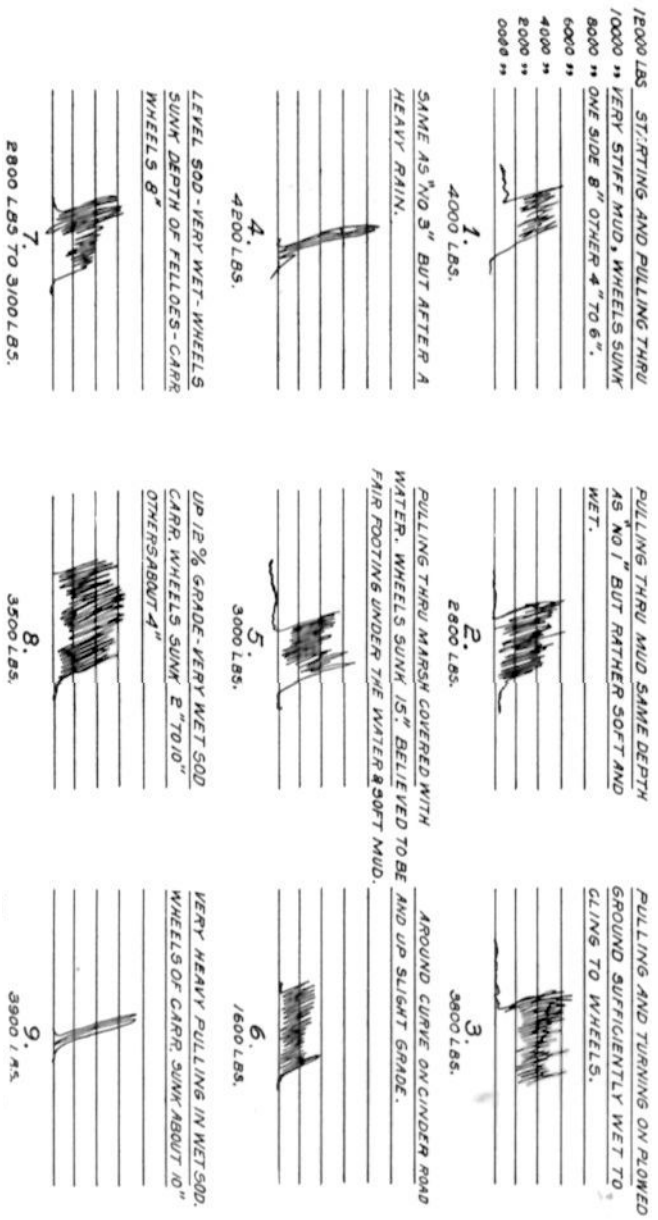 12000 LBS STARTING AND PULLING THRU
10000 " VERY STIFF MUD, WHEELS SUNK
8000 " ONE SIDE 8" OTHER 4" TO 6".
6000 "
4000 "
2000 "
0000 "
1.
4000 LBS.
PULLING THRU MUD SAME DEPTH
AS "NO 1" BUT RATHER SOFT AND
WET.
2.
2800 LBS.
PULLING AND TURNING ON PLOWED
GROUND SUFFICIENTLY WET TO
CLING TO WHEELS.
3.
3800 LBS.
SAME AS "NO 3" BUT AFTER A
HEAVY RAIN.
4.
4200 LBS.
PULLING THRU MARSH COVERED WITH
WATER. WHEELS SUNK 15". BELIEVED TO BE
FAIR FOOTING UNDER THE WATER & SOFT MUD.
5.
3000 LBS.
AROUND CURVE ON CINDER ROAD
AND UP SLIGHT GRADE.
6.
1600 LBS.
LEVEL SOD - VERY WET - WHEELS
SUNK DEPTH OF FELLOES - CARR.
WHEELS 8"
7.
2800 LBS TO 3100 LBS.
UP 12% GRADE - VERY WET SOD
CARR. WHEELS SUNK 2" TO 10"
OTHERS ABOUT 4"
8.
3500 LBS.
VERY HEAVY PULLING IN WET SOD.
WHEELS OF CARR. SUNK ABOUT 10"
9.
3900 LBS.